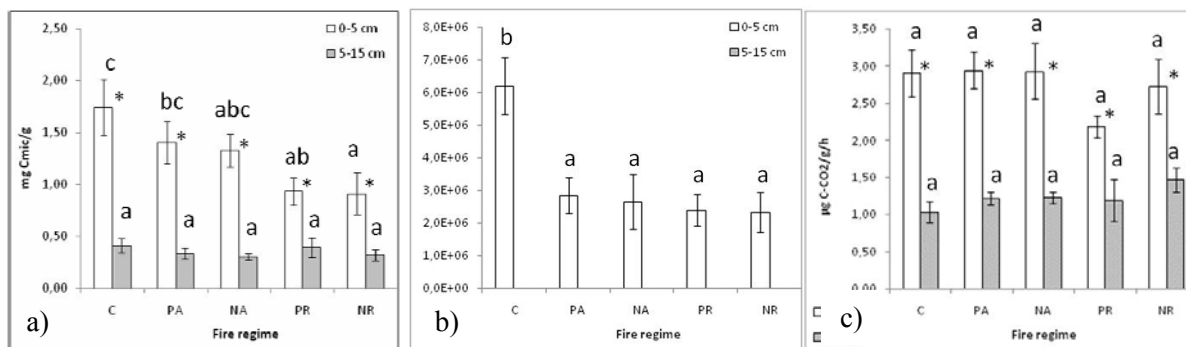 2,50
2,00
1,50
1,00
0,50
0,00
mg Cmic/g
0-5 cm
5-15 cm
c
*
bc
*
abc
*
ab
*
a
*
a
a
a
a
a
C PA NA PR NR
Fire regime
a)
8,0E+06
7,0E+06
6,0E+06
5,0E+06
4,0E+06
3,0E+06
2,0E+06
1,0E+06
0,0E+00
b
a
a
a
a
C PA NA PR NR
Fire regime
b)
3,50
3,00
2,50
2,00
1,50
1,00
0,50
,00
µg C-CO2/g/h
0-5 cm
5-15 cm
a
*
a
*
a
*
a
*
a
*
a
a
a
a
a
C PA NA PR NR
Fire regime
c)